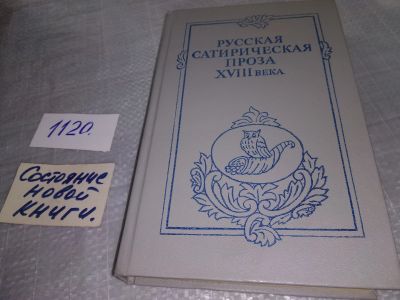 РУССКАЯ
САТИРИЧЕСКАЯ
ПРОЗА
XVIII ВЕКА
1120.
Состояние
новой
книги.